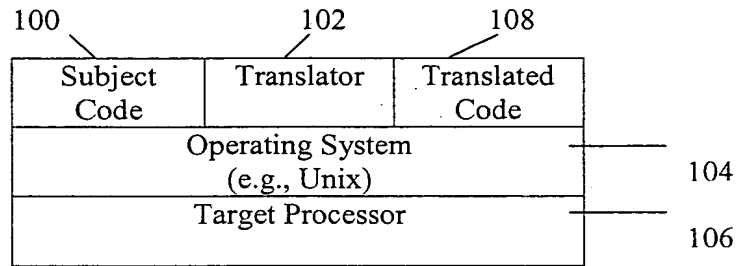 100 102 108
Subject Code Translator Translated Code
Operating System
(e.g., Unix)
104
Target Processor
106